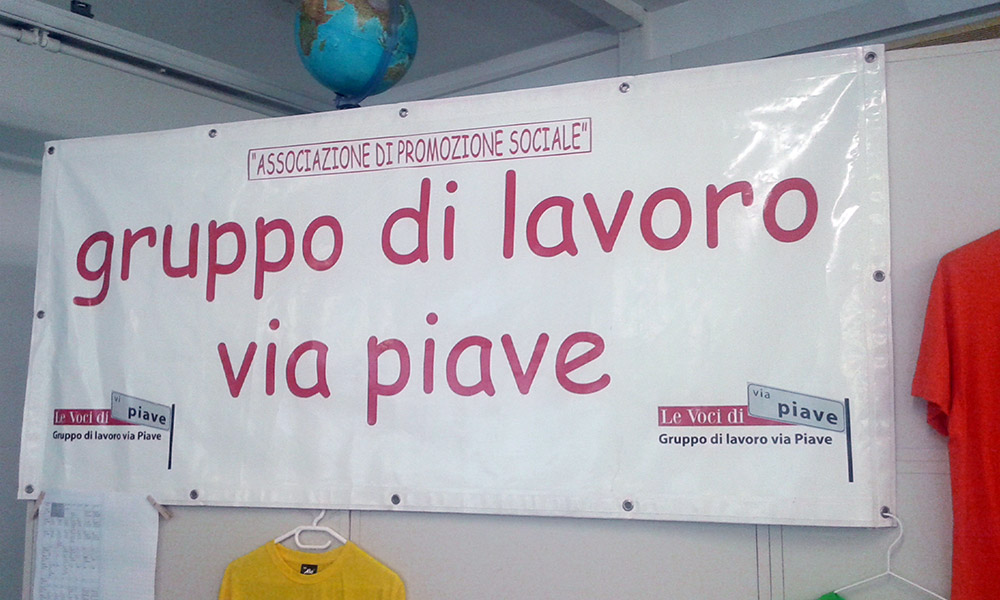 "ASSOCIAZIONE DI PROMOZIONE SOCIALE"
gruppo di lavoro
via piave
Le Voci di
vi
piave
Gruppo di lavoro via Piave
Le Voci di
via
piave
Gruppo di lavoro via Piave